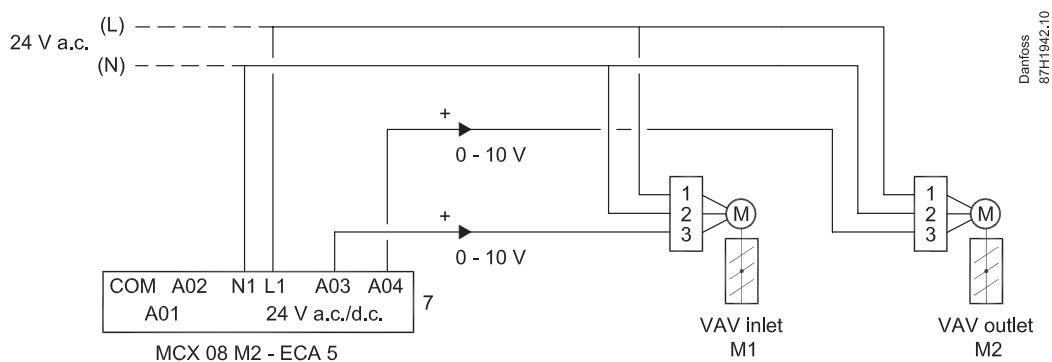 (L)
24 V a.c.
(N)
Danfoss
87H1942.10
+
0 - 10 V
+
0 - 10 V
1
2
3
M
1
2
3
M
COM A02 N1 L1 A03 A04
A01 24 V a.c./d.c.
7
MCX 08 M2 - ECA 5
VAV inlet
M1
VAV outlet
M2